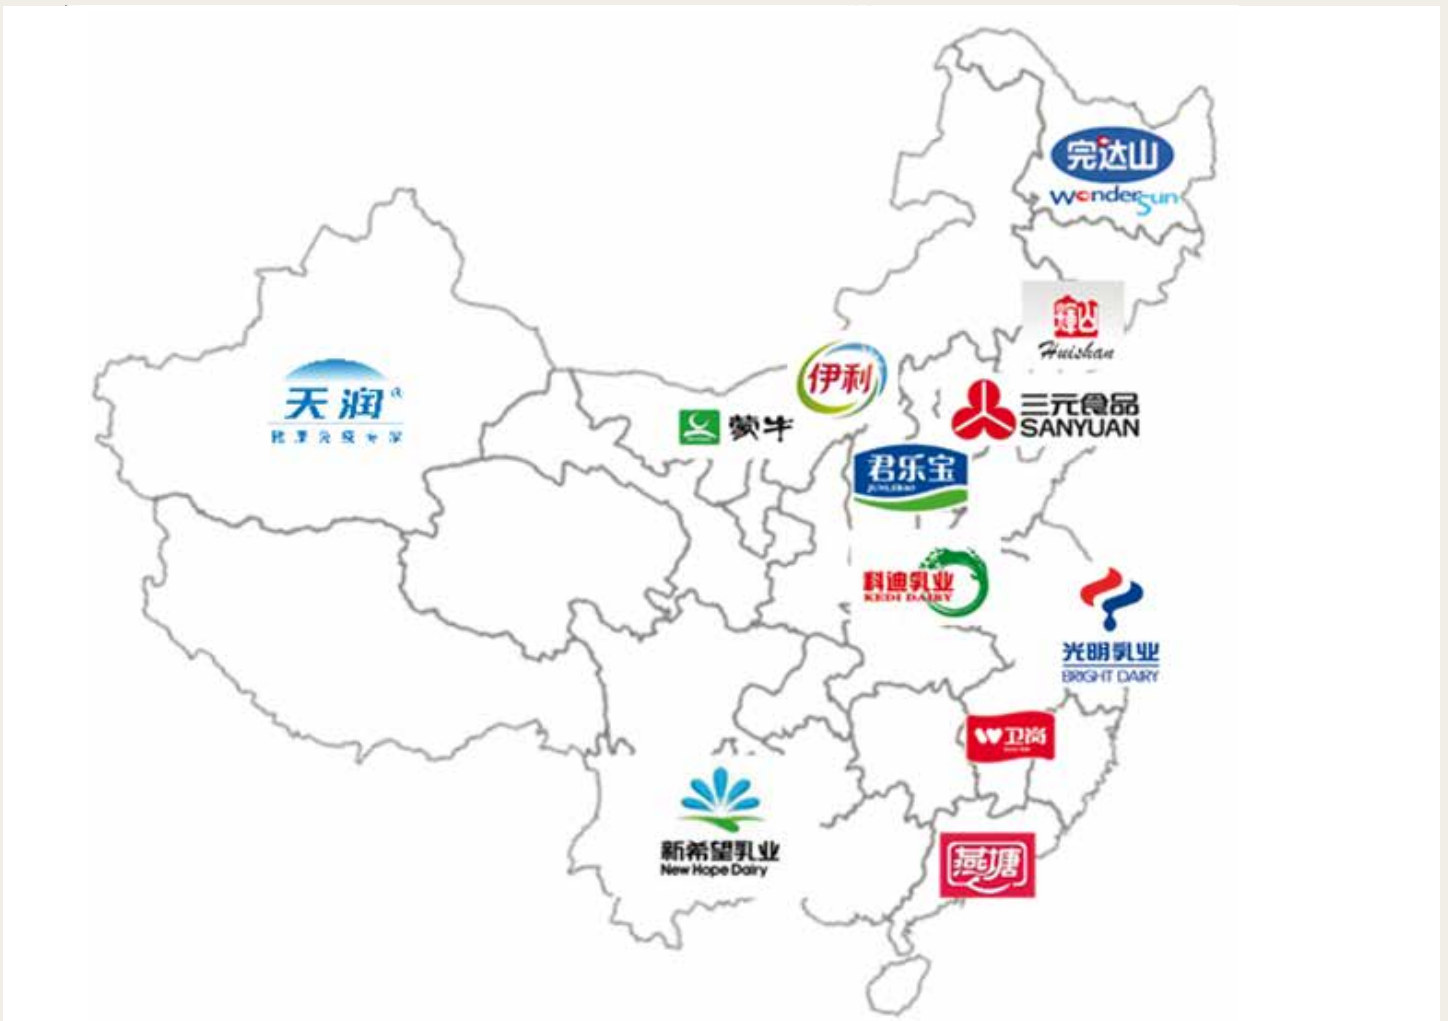 完达山
WonderSun
辉山
Huishan
伊利
天润
蒙牛
三元食品
SANYUAN
君乐宝
JUNLEBAO
科迪乳业
KEDI DAIRY
光明乳业
BRIGHT DAIRY
卫岗
新希望乳业
New Hope Dairy
燕塘